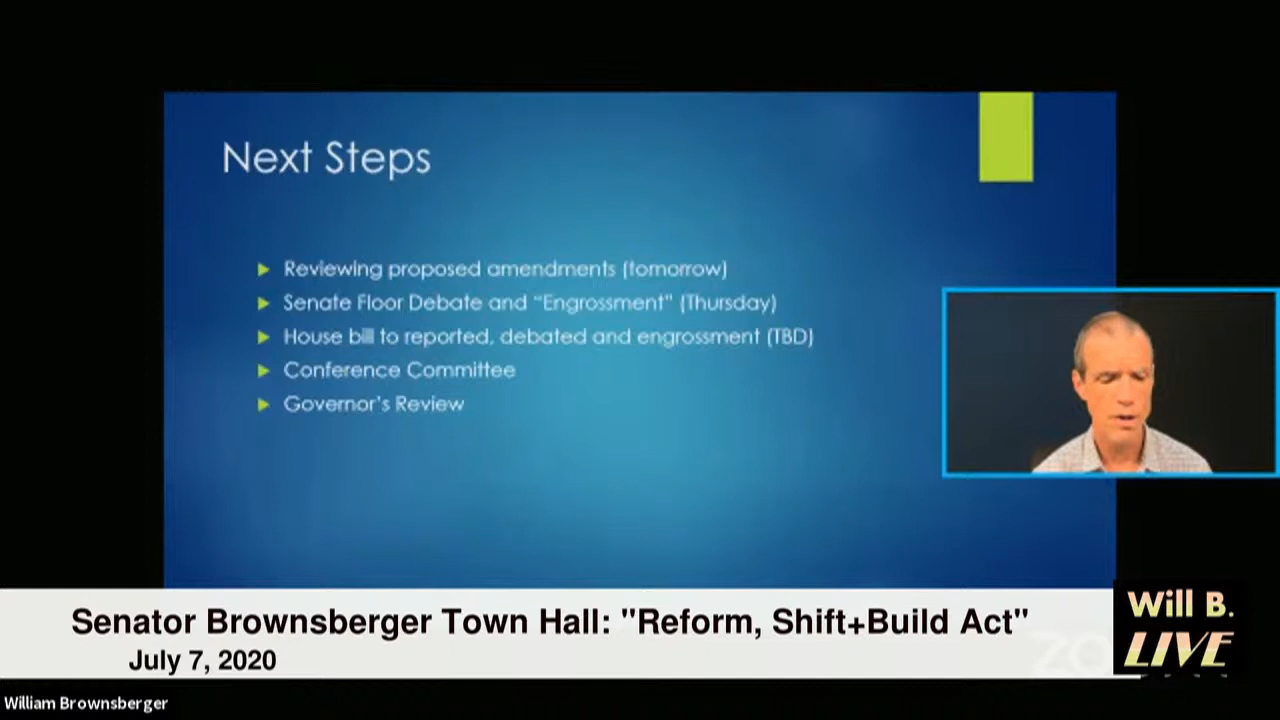 Next Steps
Reviewing proposed amendments (tomorrow)
Senate Floor Debate and “Engrossment” (Thursday)
House bill to reported, debated and engrossment (TBD)
Conference Committee
Governor’s Review
Senator Brownsberger Town Hall: "Reform, Shift+Build Act"
July 7, 2020
Will B.
LIVE
William Brownsberger